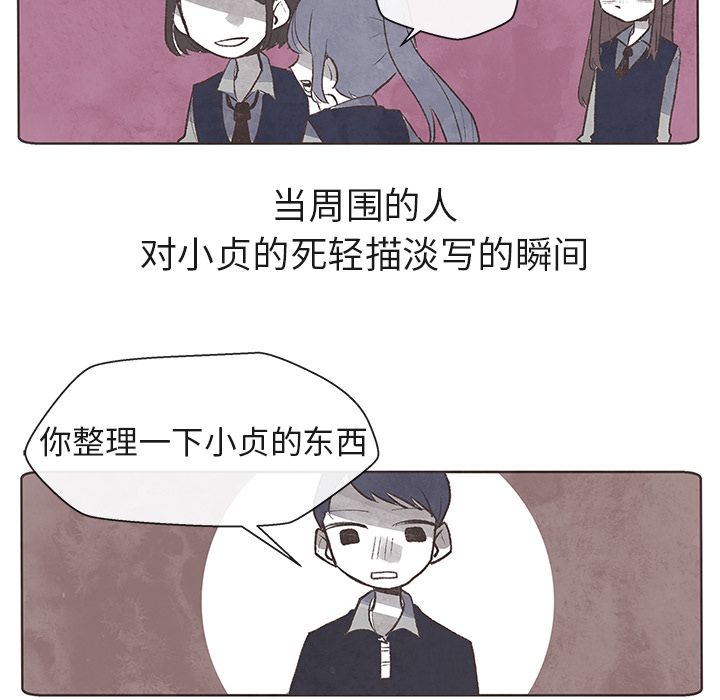 当周围的人
对小贞的死轻描淡写的瞬间
你整理一下小贞的东西